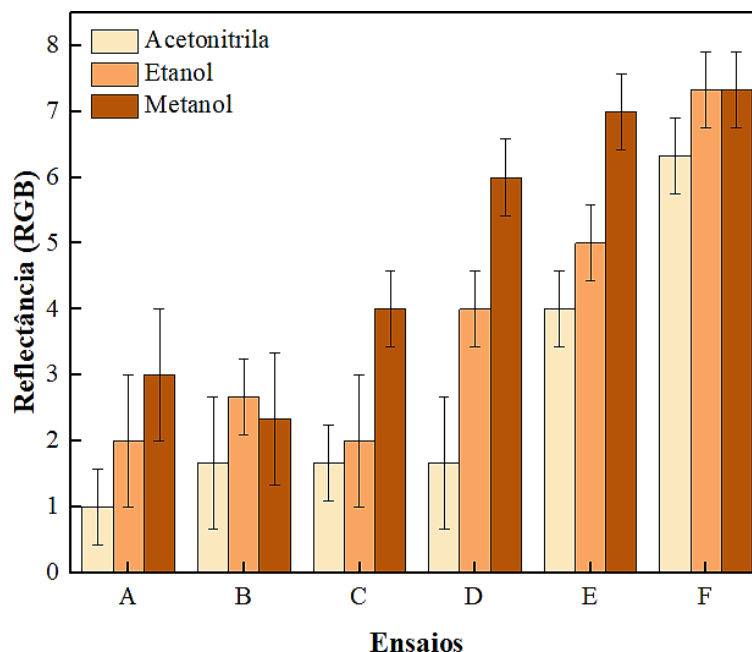 Acetonitrila
Etanol
Metanol
8
7
6
5
4
3
2
1
0
Reflectância (RGB)
A B C D E F
Ensaios